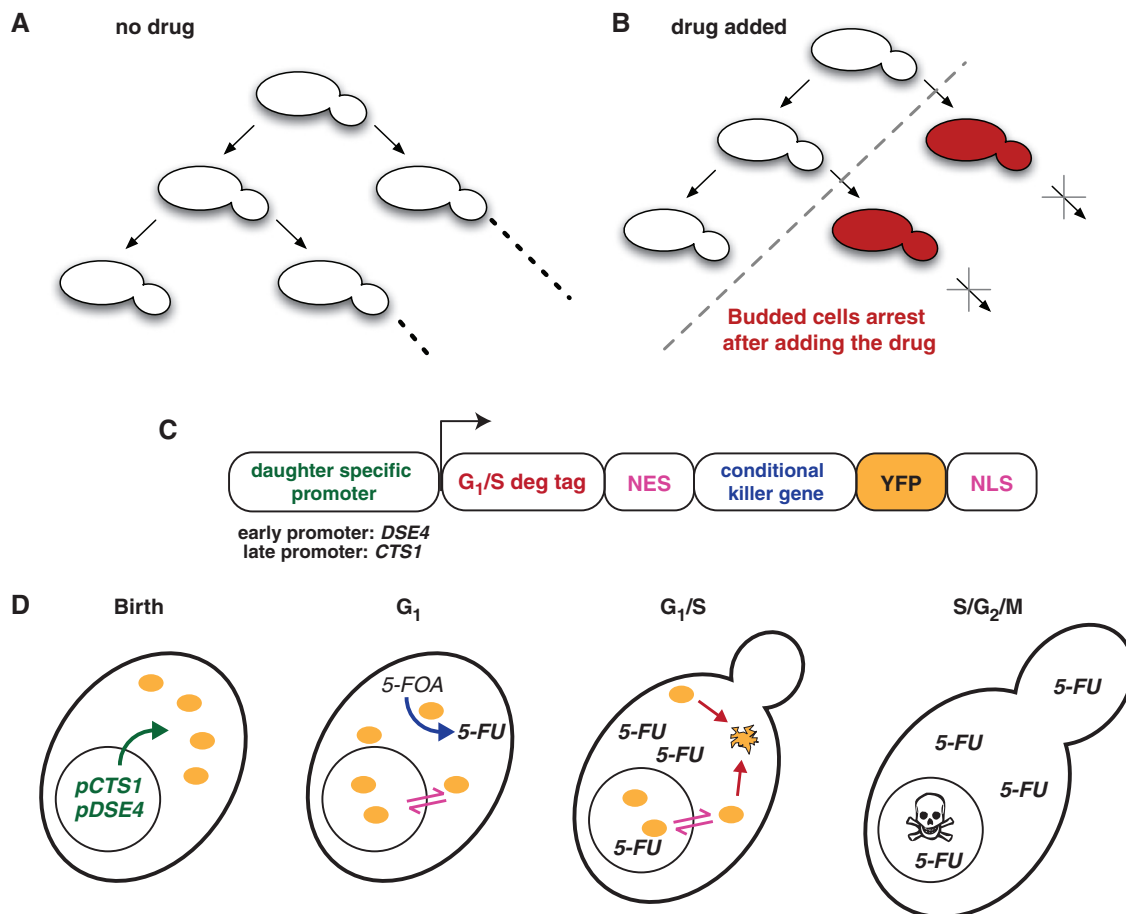 A
no drug
B
drug added
Budded cells arrest
after adding the drug
C
daughter specific
promoter
G1/S deg tag
NES
conditional
killer gene
YFP
NLS
early promoter: DSE4
late promoter: CTS1
D
Birth
G1
G1/S
S/G2/M
pCTS1
pDSE4
5-FOA
5-FU
5-FU
5-FU
5-FU
5-FU
5-FU
5-FU
5-FU